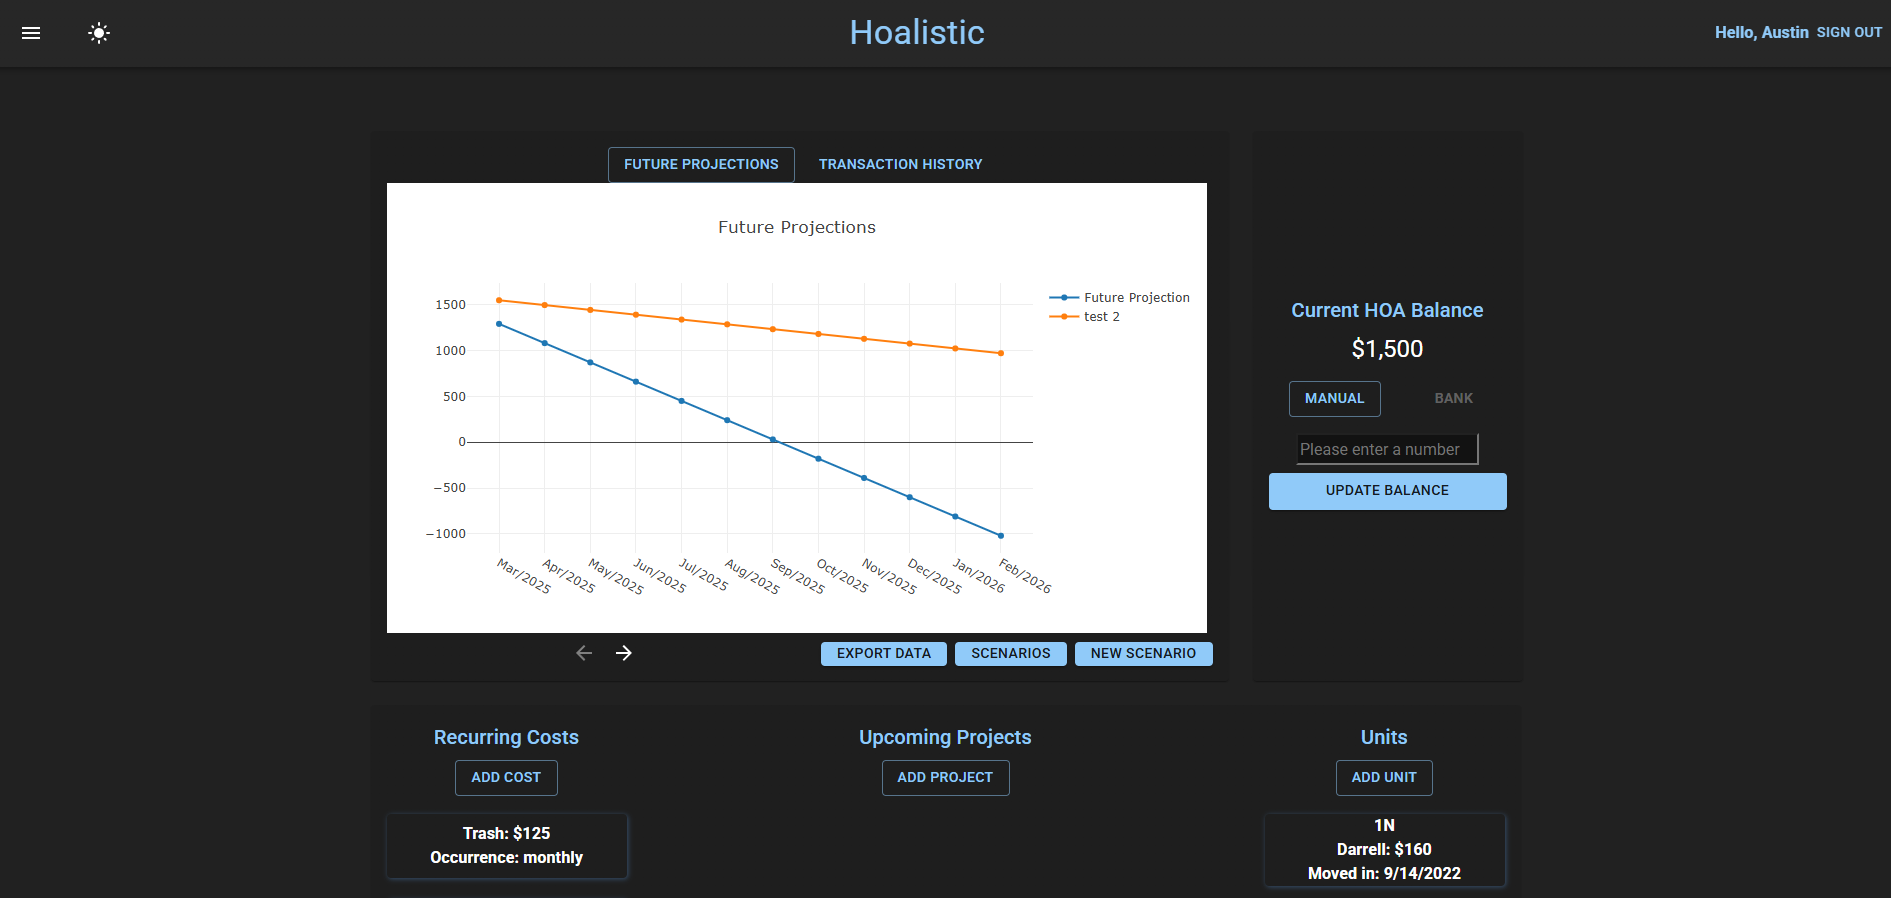 Hoalistic
Hello, Austin SIGN OUT
FUTURE PROJECTIONS TRANSACTION HISTORY
Future Projections
1500
1000
500
0
−500
−1000
Mar/2025 Apr/2025 May/2025 Jun/2025 Jul/2025 Aug/2025 Sep/2025 Oct/2025 Nov/2025 Dec/2025 Jan/2026 Feb/2026
Future Projection
test 2
EXPORT DATA SCENARIOS NEW SCENARIO
Current HOA Balance
$1,500
MANUAL BANK
Please enter a number
UPDATE BALANCE
Recurring Costs
ADD COST
Trash: $125
Occurrence: monthly
Upcoming Projects
ADD PROJECT
Units
ADD UNIT
1N
Darrell: $160
Moved in: 9/14/2022